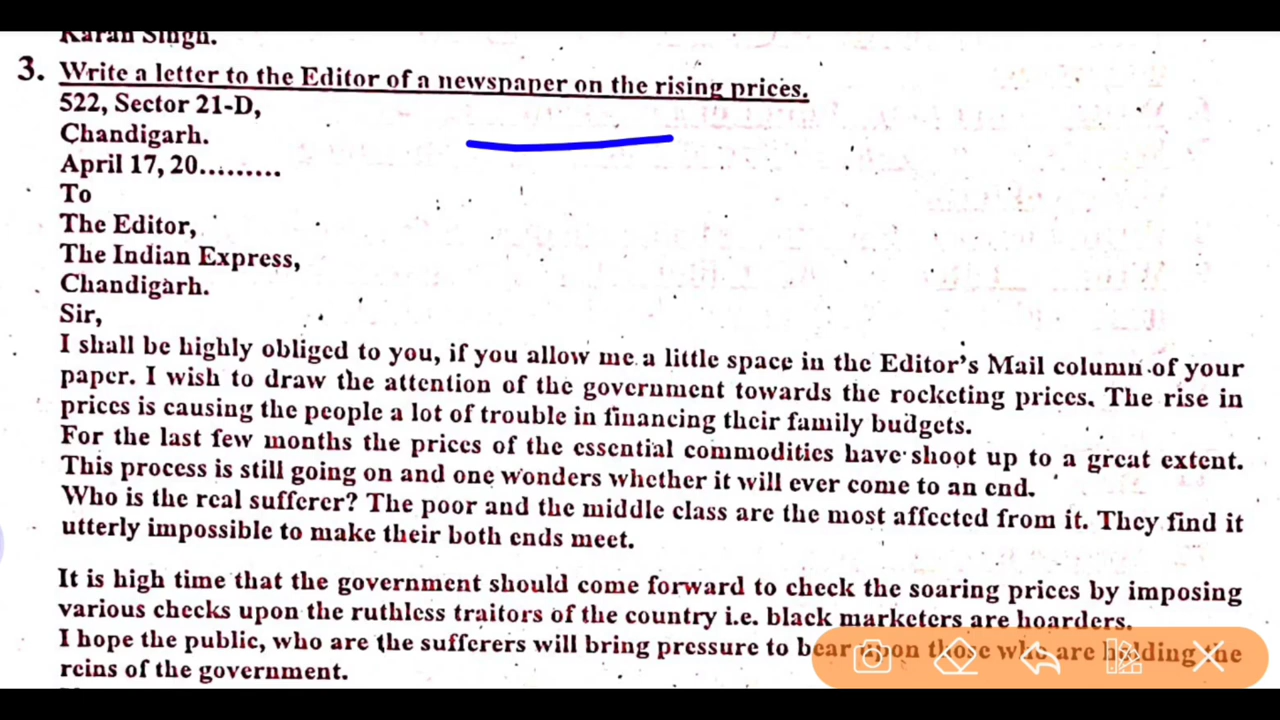 Karan Singh.
3. Write a letter to the Editor of a newspaper on the rising prices.
522, Sector 21-D,
Chandigarh.
April 17, 20.........
To
The Editor,
The Indian Express,
Chandigarh.
Sir,
I shall be highly obliged to you, if you allow me a little space in the Editor's Mail column of your
paper. I wish to draw the attention of the government towards the rocketing prices. The rise in
prices is causing the people a lot of trouble in financing their family budgets.
For the last few months the prices of the essential commodities have shoot up to a great extent.
This process is still going on and one wonders whether it will ever come to an end.
Who is the real sufferer? The poor and the middle class are the most affected from it. They find it
utterly impossible to make their both ends meet.
It is high time that the government should come forward to check the soaring prices by imposing
various checks upon the ruthless traitors of the country i.e. black marketers are hoarders.
I hope the public, who are the sufferers will bring pressure to bear upon those who are holding the
reins of the government.